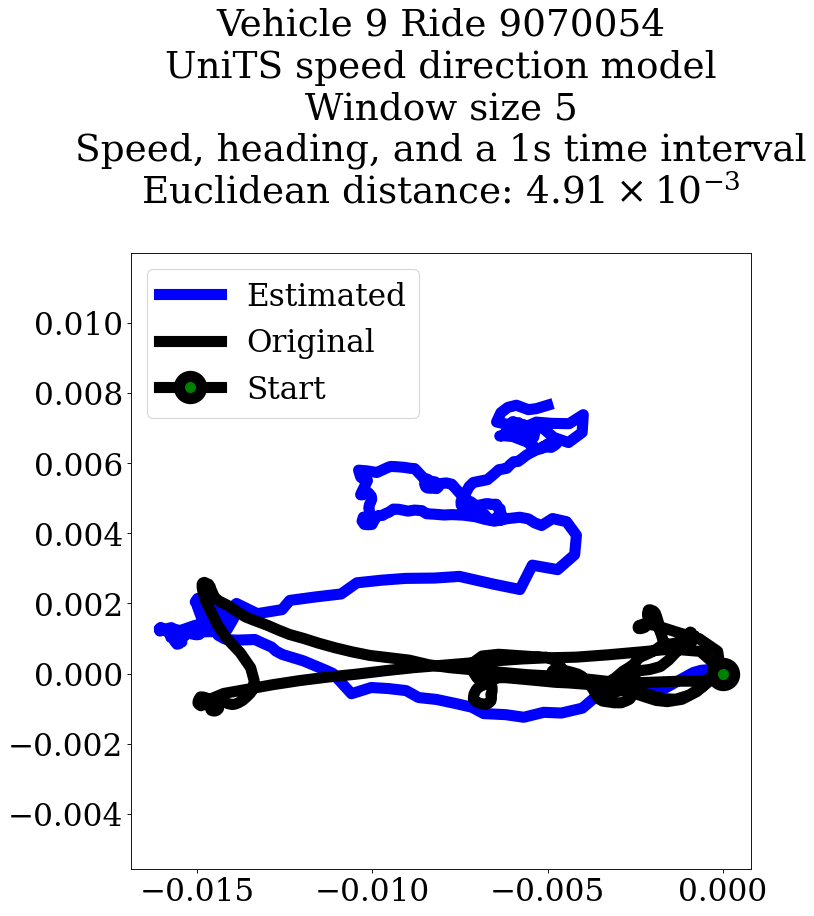 Vehicle 9 Ride 9070054
UniTS speed direction model
Window size 5
Speed, heading, and a 1s time interval
Euclidean distance: 4.91 × 10⁻³
Estimated
Original
Start
0.010
0.008
0.006
0.004
0.002
0.000
−0.002
−0.004
−0.015 −0.010 −0.005 0.000